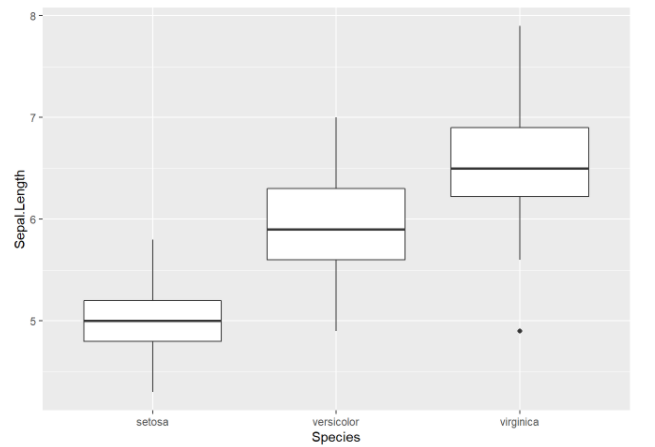 8
7
6
5
Sepal.Length
setosa
versicolor
virginica
Species